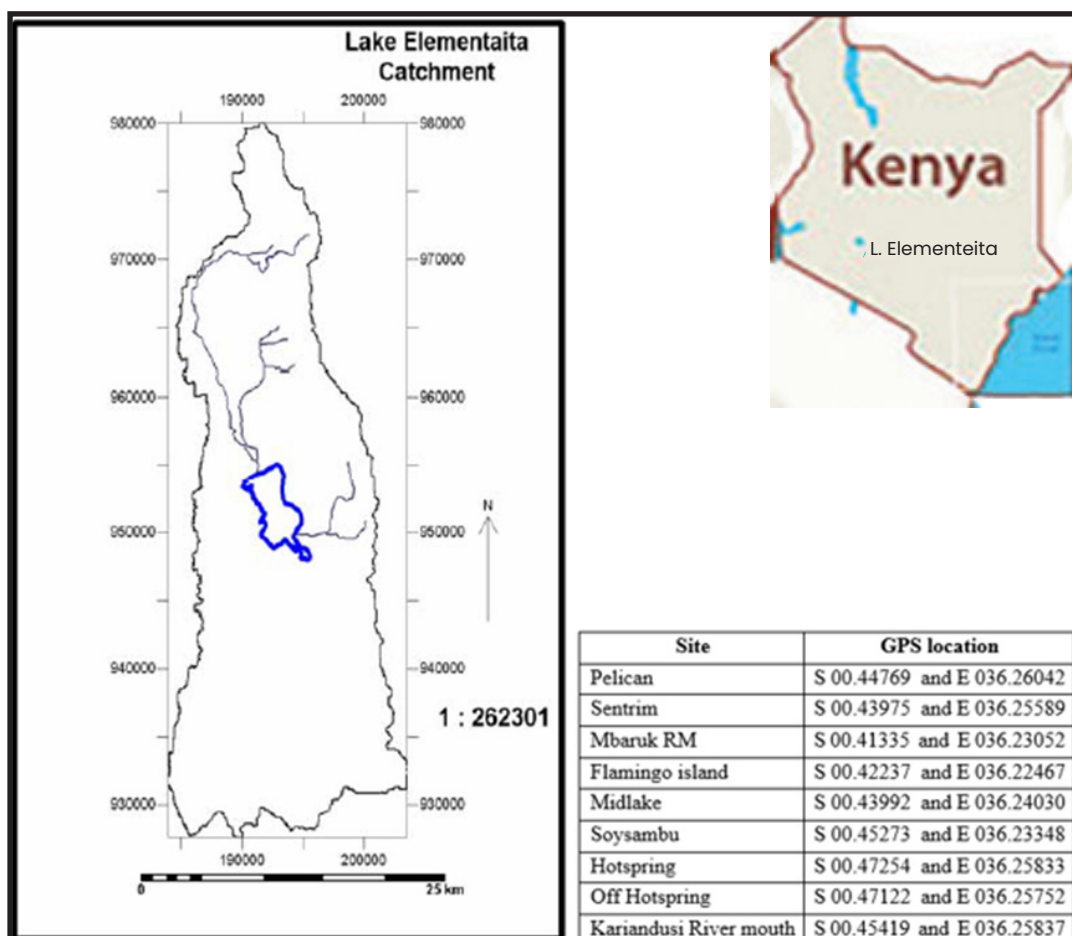 Lake Elementaita
Catchment
190000 200000
980000 980000
970000 970000
960000 960000
950000 950000
N
940000 940000
1 : 262301
930000 930000
190000 200000
0 25 km
Kenya
L. Elementeita
Site GPS location
Pelican S 00.44769 and E 036.26042
Sentrim S 00.43975 and E 036.25589
Mbaruk RM S 00.41335 and E 036.23052
Flamingo island S 00.42237 and E 036.22467
Midlake S 00.43992 and E 036.24030
Soysambu S 00.45273 and E 036.23348
Hotspring S 00.47254 and E 036.25833
Off Hotspring S 00.47122 and E 036.25752
Kariandusi River mouth S 00.45419 and E 036.25837